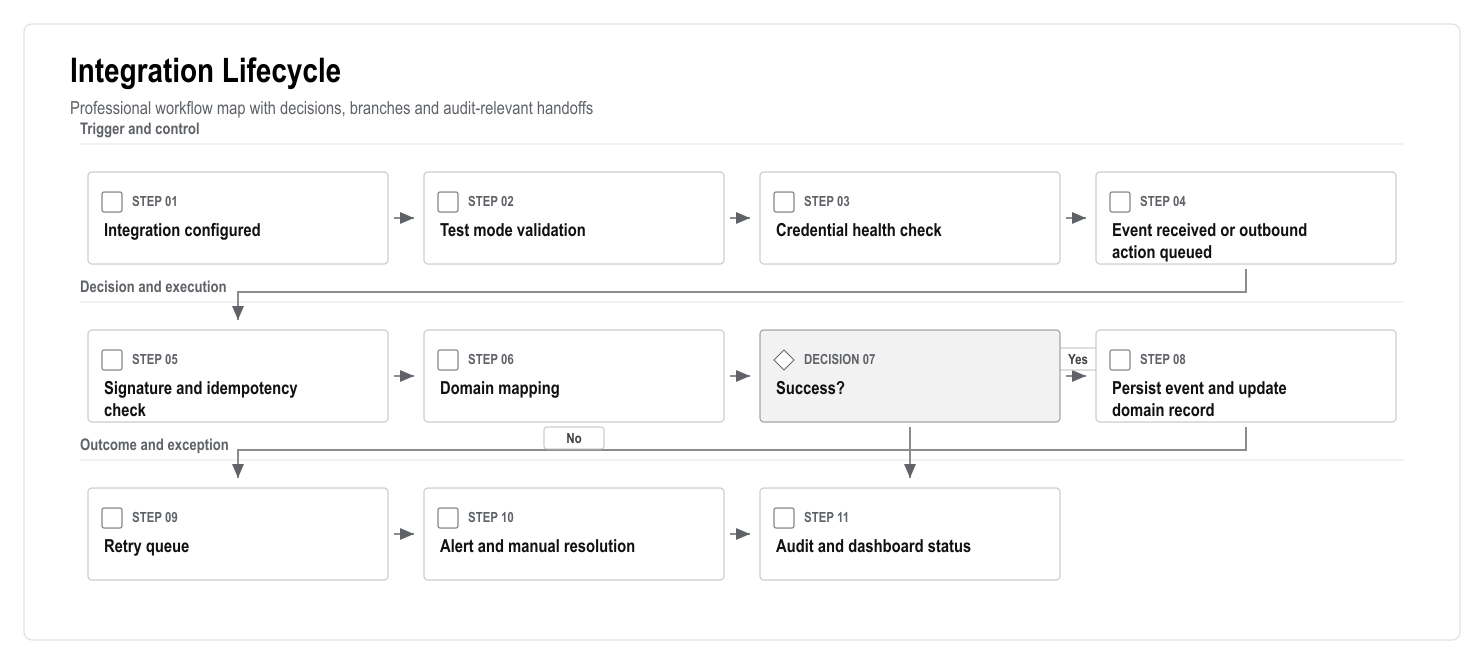 Integration Lifecycle
Professional workflow map with decisions, branches and audit-relevant handoffs
Trigger and control
STEP 01
Integration configured
STEP 02
Test mode validation
STEP 03
Credential health check
STEP 04
Event received or outbound
action queued
Decision and execution
STEP 05
Signature and idempotency
check
STEP 06
Domain mapping
DECISION 07
Success?
Yes
STEP 08
Persist event and update
domain record
No
Outcome and exception
STEP 09
Retry queue
STEP 10
Alert and manual resolution
STEP 11
Audit and dashboard status